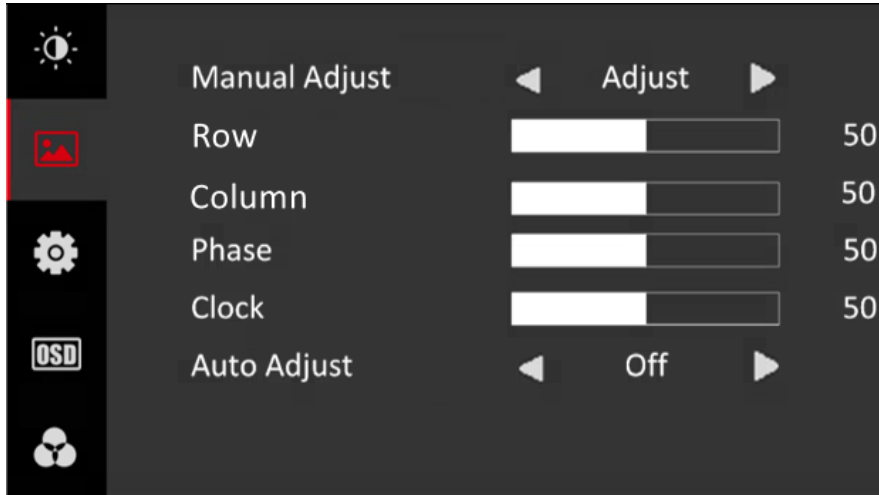 Manual Adjust Adjust
Row 50
Column 50
Phase 50
Clock 50
OSD
Auto Adjust Off